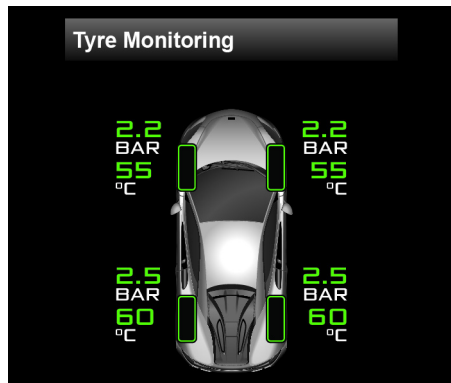 Tyre Monitoring
2.2 2.2
BAR BAR
55 55
°C °C
2.5 2.5
BAR BAR
60 60
°C °C